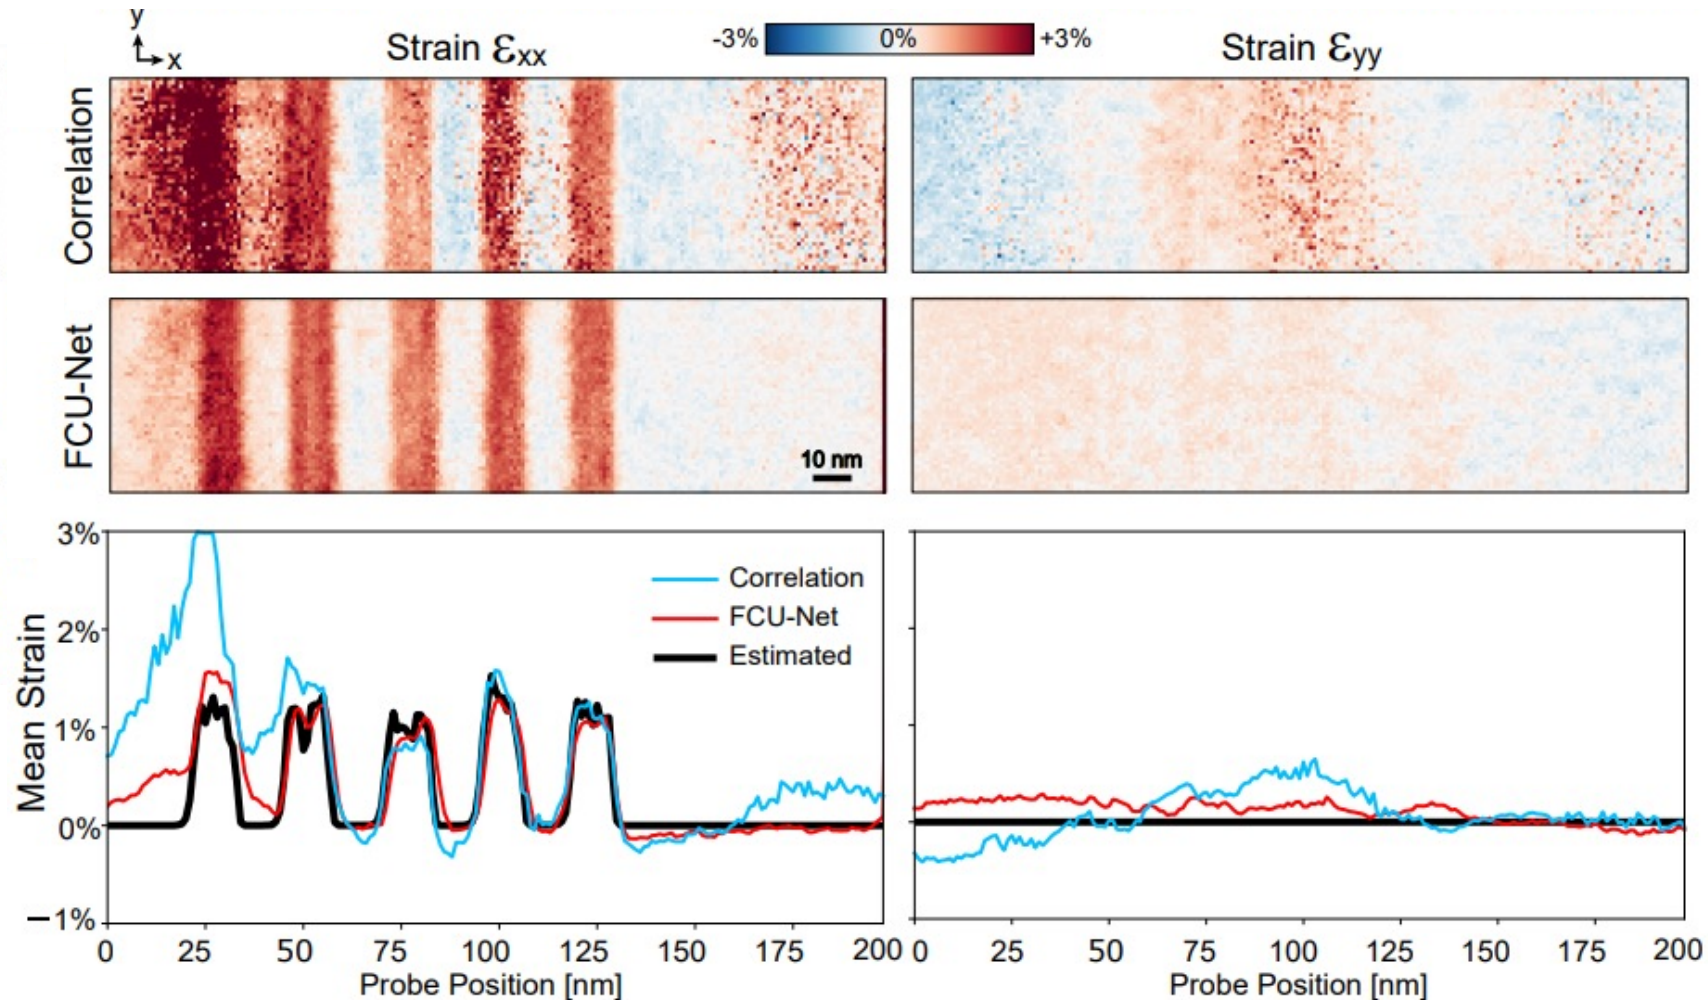 y
x
Strain εxx
-3% 0% +3%
Strain εyy
Correlation
FCU-Net
10 nm
3%
2%
1%
0%
−1%
Mean Strain
Correlation
FCU-Net
Estimated
0 25 50 75 100 125 150 175 200
Probe Position [nm]
0 25 50 75 100 125 150 175 200
Probe Position [nm]